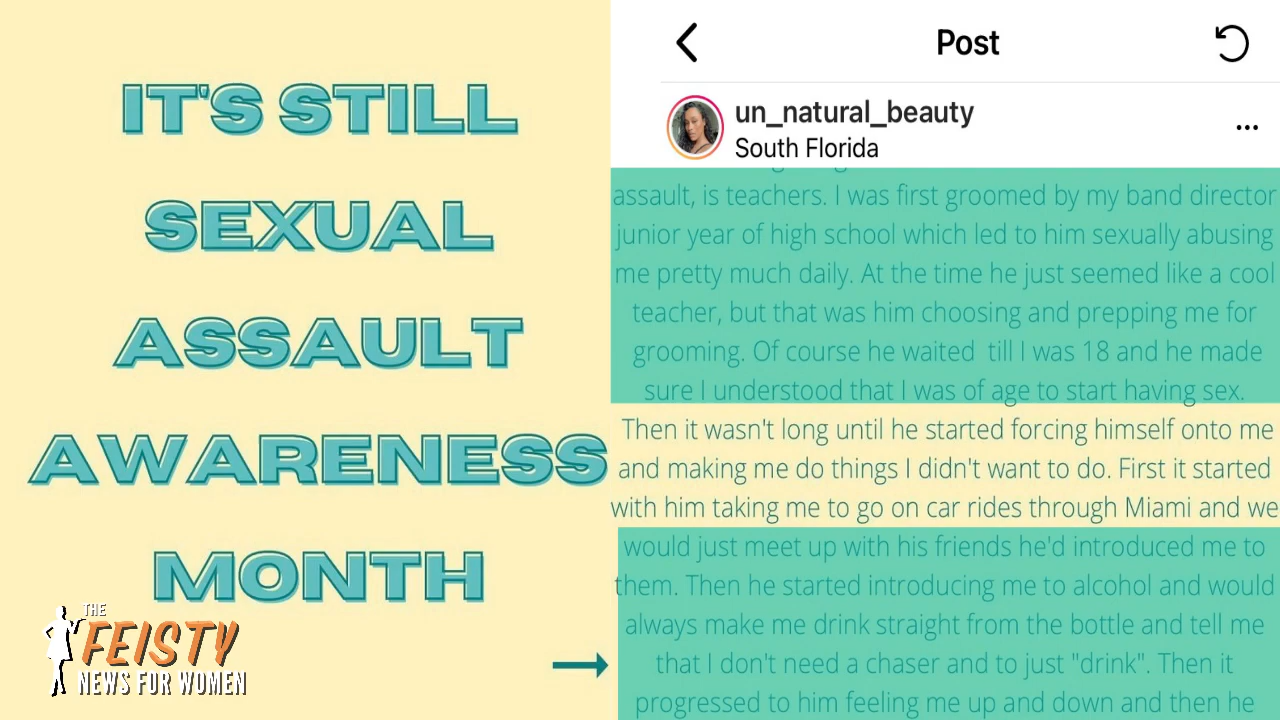 IT'S STILL
SEXUAL
ASSAULT
AWARENESS
MONTH
THE
FEISTY
NEWS FOR WOMEN
Post
un_natural_beauty
South Florida
assault, is teachers. I was first groomed by my band director
junior year of high school which led to him sexually abusing
me pretty much daily. At the time he just seemed like a cool
teacher, but that was him choosing and prepping me for
grooming. Of course he waited till I was 18 and he made
sure I understood that I was of age to start having sex.
Then it wasn't long until he started forcing himself onto me
and making me do things I didn't want to do. First it started
with him taking me to go on car rides through Miami and we
would just meet up with his friends he'd introduced me to
them. Then he started introducing me to alcohol and would
always make me drink straight from the bottle and tell me
that I don't need a chaser and to just "drink". Then it
progressed to him feeling me up and down and then he